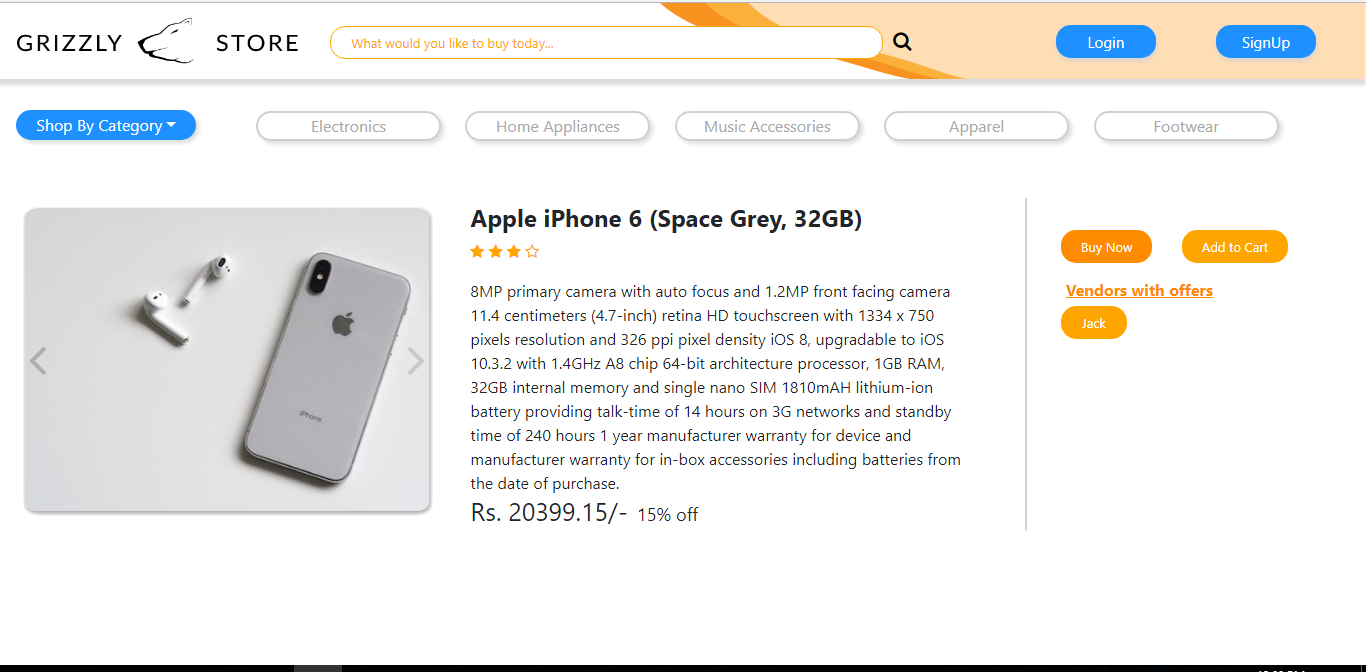 GRIZZLY STORE
What would you like to buy today...
Login
SignUp
Shop By Category
Electronics
Home Appliances
Music Accessories
Apparel
Footwear
Apple iPhone 6 (Space Grey, 32GB)
8MP primary camera with auto focus and 1.2MP front facing camera
11.4 centimeters (4.7-inch) retina HD touchscreen with 1334 x 750
pixels resolution and 326 ppi pixel density iOS 8, upgradable to iOS
10.3.2 with 1.4GHz A8 chip 64-bit architecture processor, 1GB RAM,
32GB internal memory and single nano SIM 1810mAH lithium-ion
battery providing talk-time of 14 hours on 3G networks and standby
time of 240 hours 1 year manufacturer warranty for device and
manufacturer warranty for in-box accessories including batteries from
the date of purchase.
Rs. 20399.15/- 15% off
Buy Now
Add to Cart
Vendors with offers
Jack
iPhone